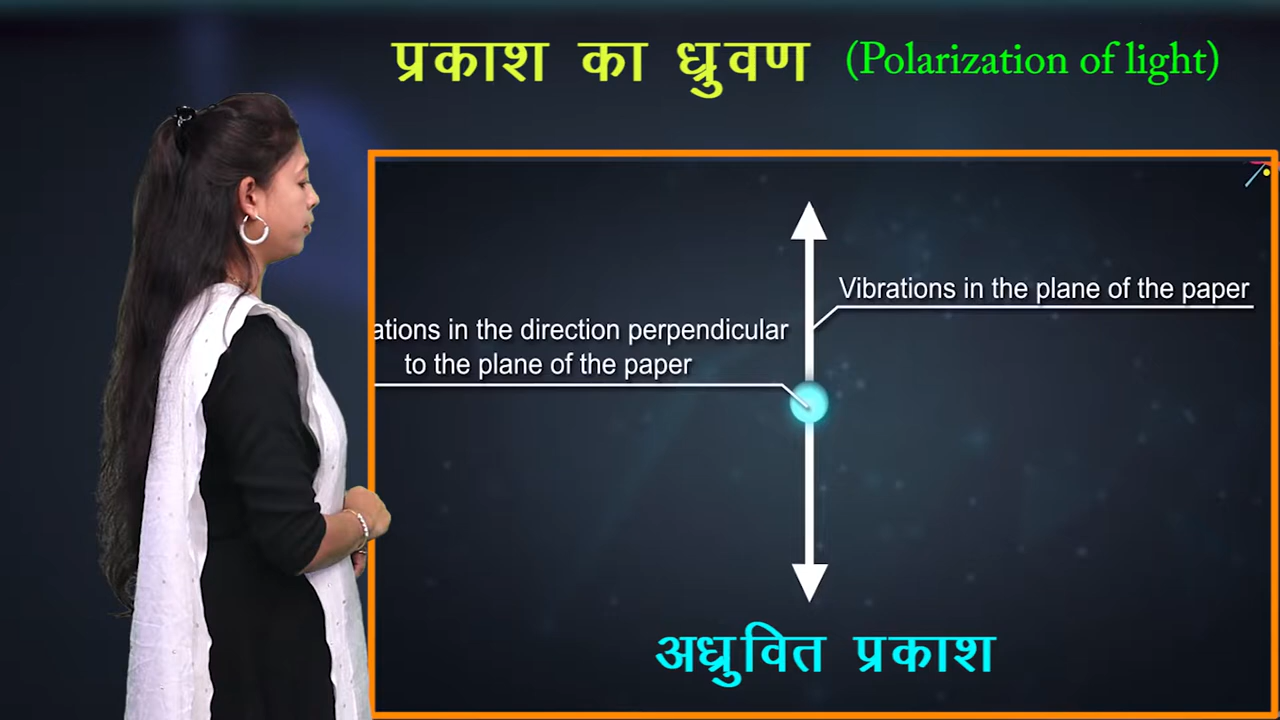 प्रकाश का ध्रुवण (Polarization of light)
Vibrations in the plane of the paper
ations in the direction perpendicular
to the plane of the paper
अध्रुवित प्रकाश